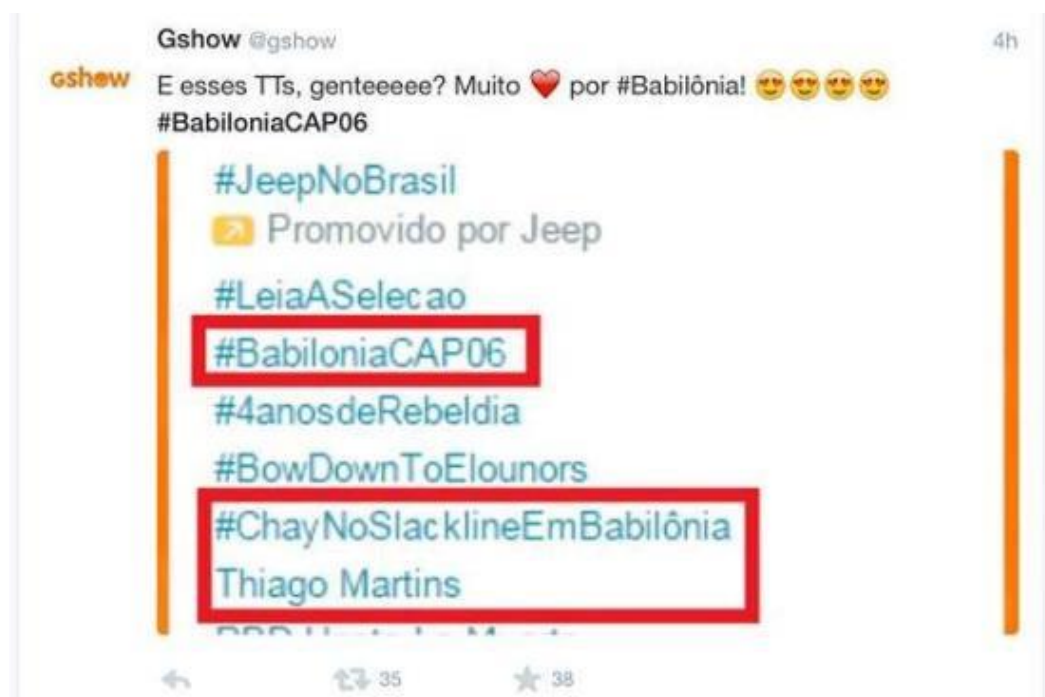 Gshow @gshow 4h
Gshow E esses TTs, genteeeee? Muito ❤️ por #Babilônia! 😍😍😍😍
#BabiloniaCAP06
#JeepNoBrasil
Promovido por Jeep
#LeiaASelecao
#BabiloniaCAP06
#4anosdeRebeldia
#BowDownToElounors
#ChayNoSlacklineEmBabilônia
Thiago Martins
35 38